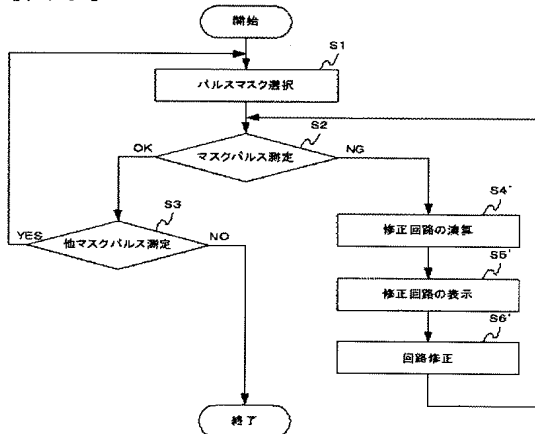 開始
S1
パルスマスク選択
S2
マスクパルス測定
OK
NG
S3
他マスクパルス測定
YES
NO
S4'
修正回路の演算
S5'
修正回路の表示
S6'
回路修正
終了